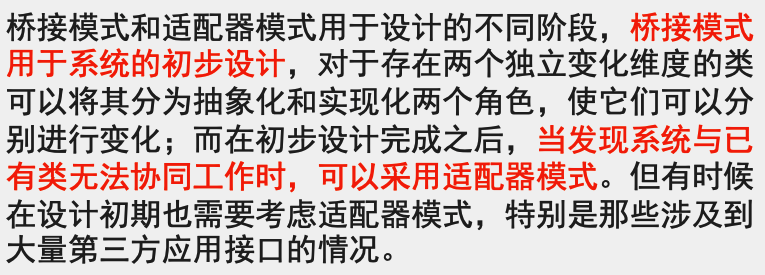 桥接模式和适配器模式用于设计的不同阶段，桥接模式
用于系统的初步设计，对于存在两个独立变化维度的类
可以将其分为抽象化和实现化两个角色，使它们可以分
别进行变化；而在初步设计完成之后，当发现系统与已
有类无法协同工作时，可以采用适配器模式。但有时候
在设计初期也需要考虑适配器模式，特别是那些涉及到
大量第三方应用接口的情况。